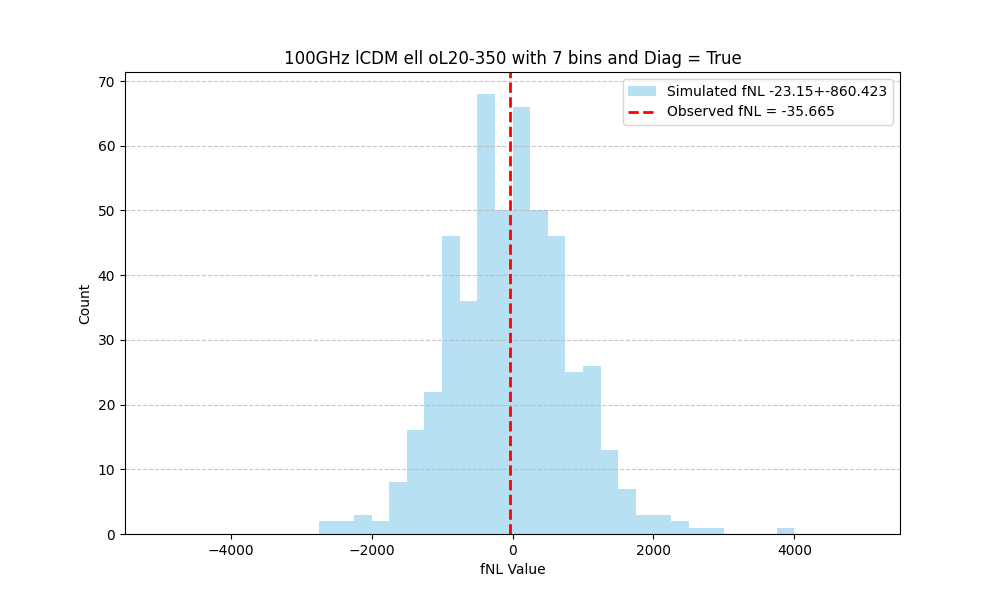 100GHz lCDM ell oL20-350 with 7 bins and Diag = True
Simulated fNL -23.15+-860.423
Observed fNL = -35.665
70
60
50
40
30
20
10
0
Count
−4000
−2000
0
2000
4000
fNL Value